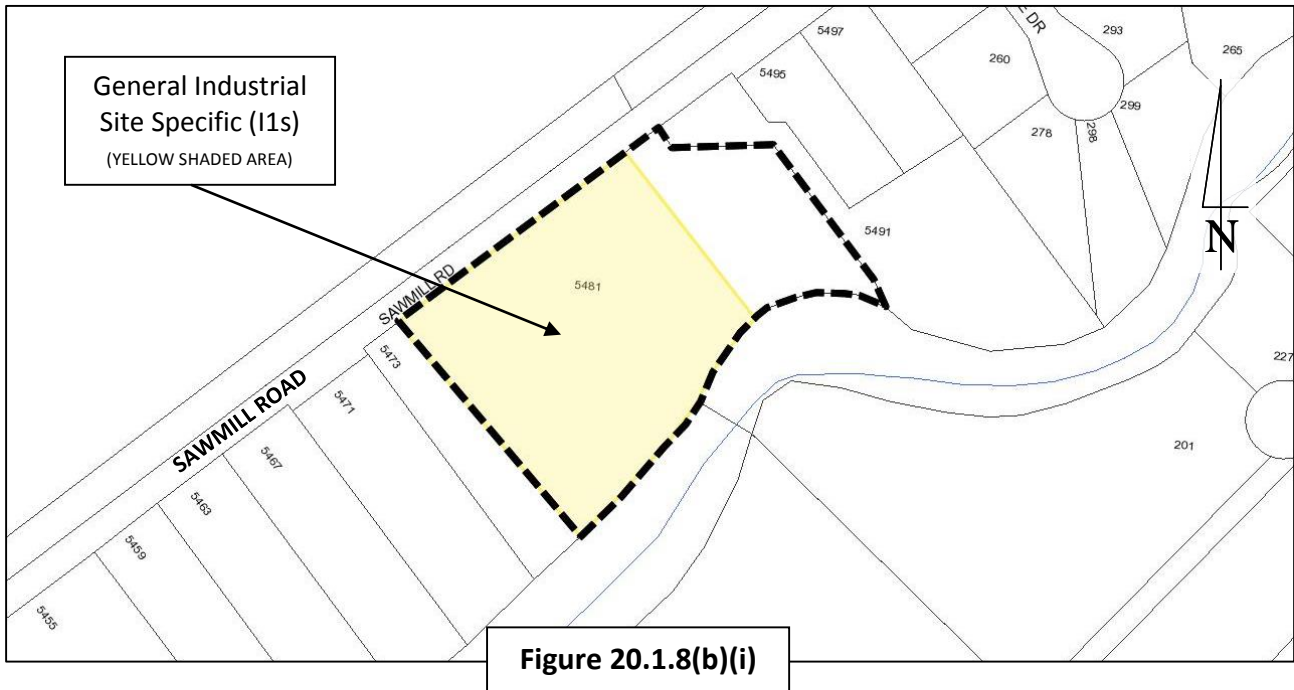 General Industrial
Site Specific (I1s)
(YELLOW SHADED AREA)
5497
5495
E DR
293
260
265
299
298
278
5491
N
5481
SAWMILL RD
227
5473
SAWMILL ROAD
5471
201
5467
5463
5459
5455
Figure 20.1.8(b)(i)